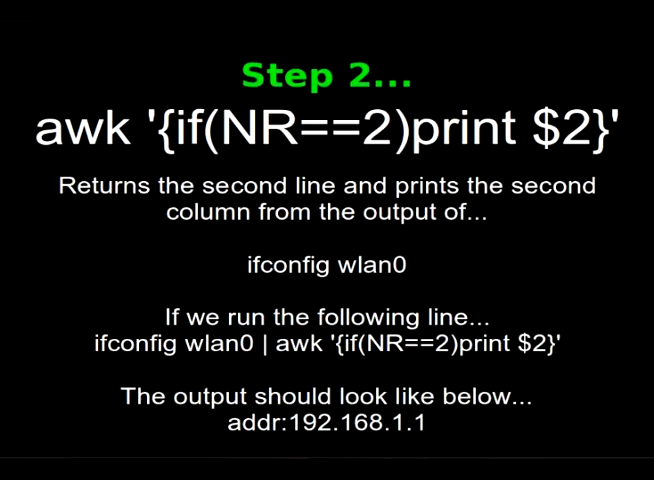 Step 2...
awk '{if(NR==2)print $2}'
Returns the second line and prints the second
column from the output of...
ifconfig wlan0
If we run the following line...
ifconfig wlan0 | awk '{if(NR==2)print $2}'
The output should look like below...
addr:192.168.1.1